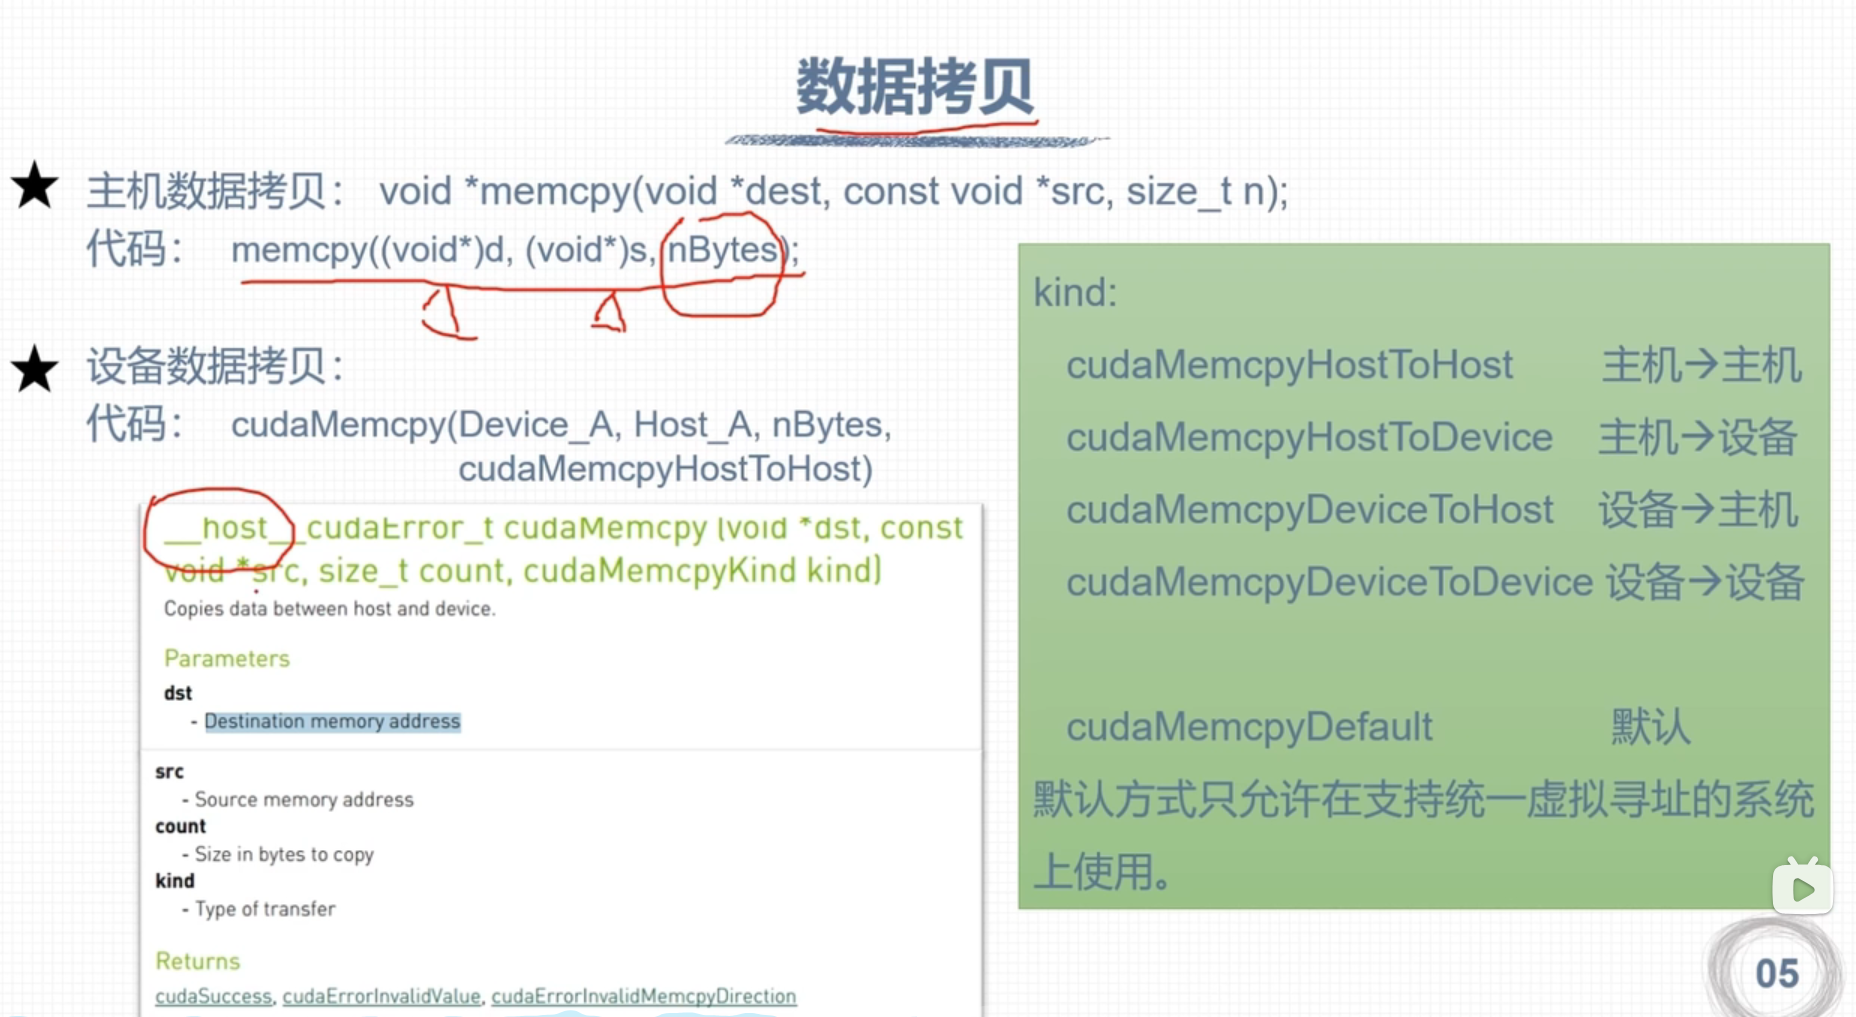 数据拷贝
主机数据拷贝： void *memcpy(void *dest, const void *src, size_t n);
代码： memcpy((void*)d, (void*)s, nBytes);
设备数据拷贝：
代码： cudaMemcpy(Device_A, Host_A, nBytes,
cudaMemcpyHostToHost)
__host__cudaError_t cudaMemcpy (void *dst, const
void *src, size_t count, cudaMemcpyKind kind)
Copies data between host and device.
Parameters
dst
- Destination memory address
src
- Source memory address
count
- Size in bytes to copy
kind
- Type of transfer
Returns
cudaSuccess, cudaErrorInvalidValue, cudaErrorInvalidMemcpyDirection
kind:
cudaMemcpyHostToHost 主机→主机
cudaMemcpyHostToDevice 主机→设备
cudaMemcpyDeviceToHost 设备→主机
cudaMemcpyDeviceToDevice 设备→设备
cudaMemcpyDefault 默认
默认方式只允许在支持统一虚拟寻址的系统
上使用。
05